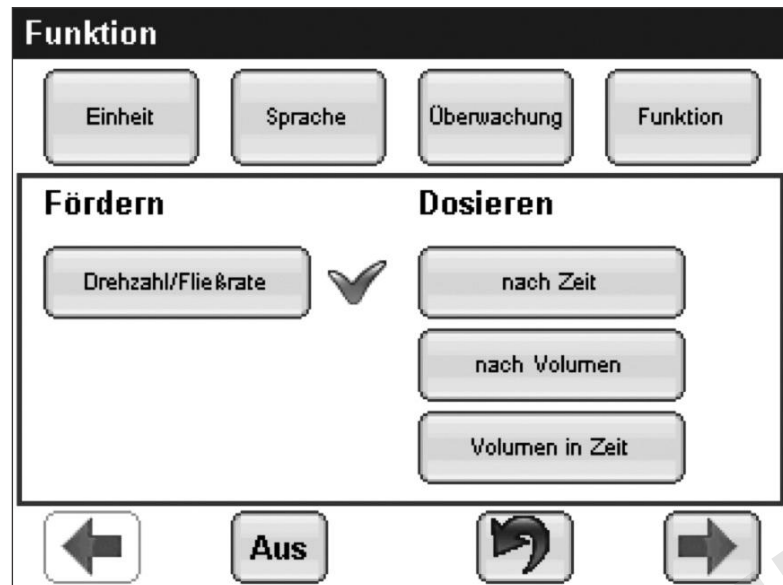 Funktion
Einheit Sprache Überwachung Funktion
Fördern Dosieren
Drehzahl/Fließrate nach Zeit
nach Volumen
Volumen in Zeit
Aus